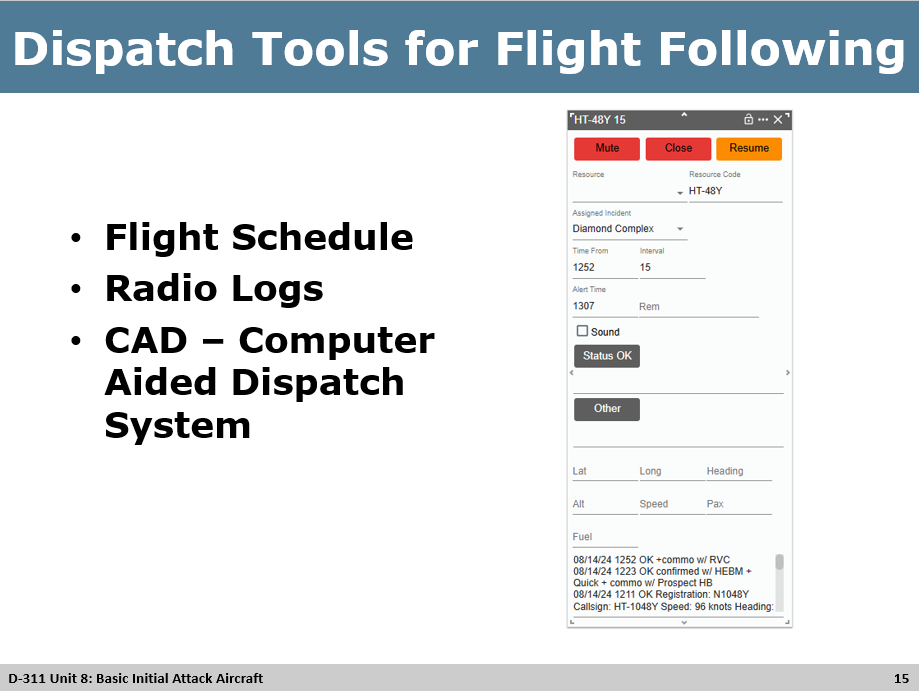 Dispatch Tools for Flight Following
• Flight Schedule
• Radio Logs
• CAD – Computer
Aided Dispatch
System
HT-48Y 15
Mute Close Resume
Resource Resource Code
HT-48Y
Assigned Incident
Diamond Complex
Time From Interval
1252 15
Alert Time
1307 Rem
Sound
Status OK
Other
Lat Long Heading
Alt Speed Pax
Fuel
08/14/24 1252 OK +commo w/ RVC
08/14/24 1223 OK confirmed w/ HEBM +
Quick + commo w/ Prospect HB
08/14/24 1211 OK Registration: N1048Y
Callsign: HT-1048Y Speed: 96 knots Heading:
D-311 Unit 8: Basic Initial Attack Aircraft 15